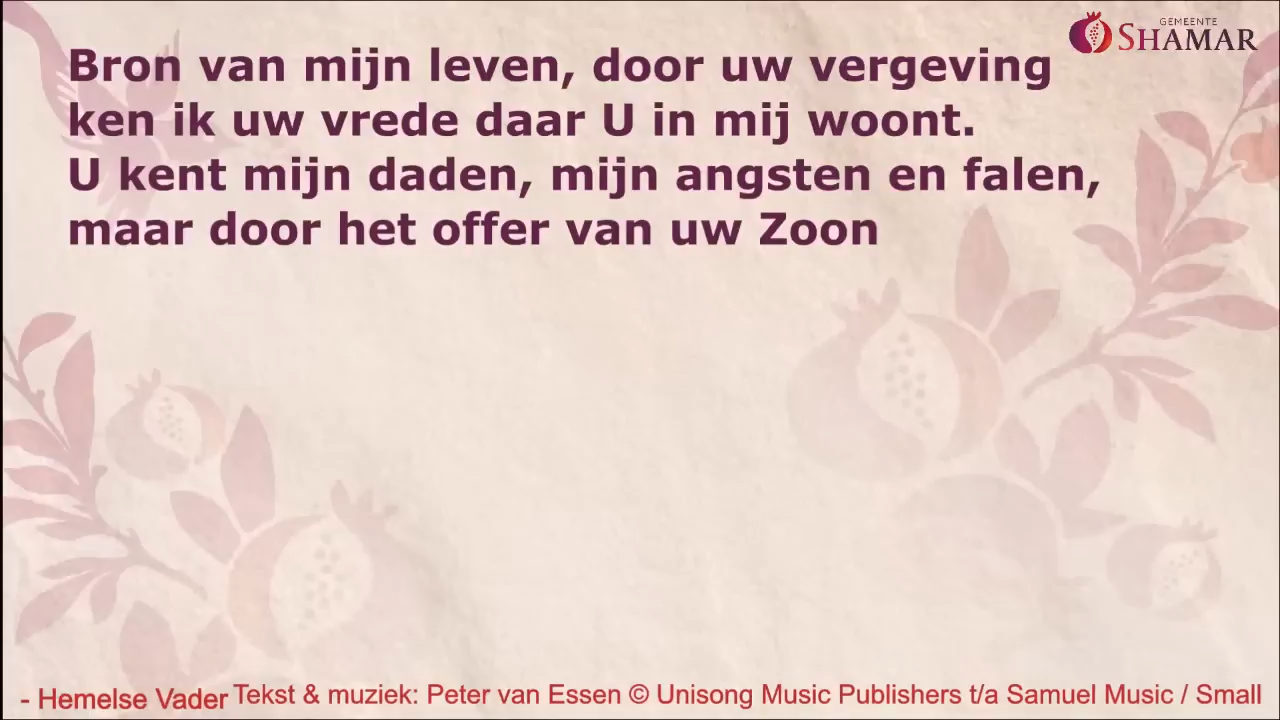 GEMEENTE
SHAMAR
Bron van mijn leven, door uw vergeving
ken ik uw vrede daar U in mij woont.
U kent mijn daden, mijn angsten en falen,
maar door het offer van uw Zoon
- Hemelse Vader Tekst & muziek: Peter van Essen © Unisong Music Publishers t/a Samuel Music / Small